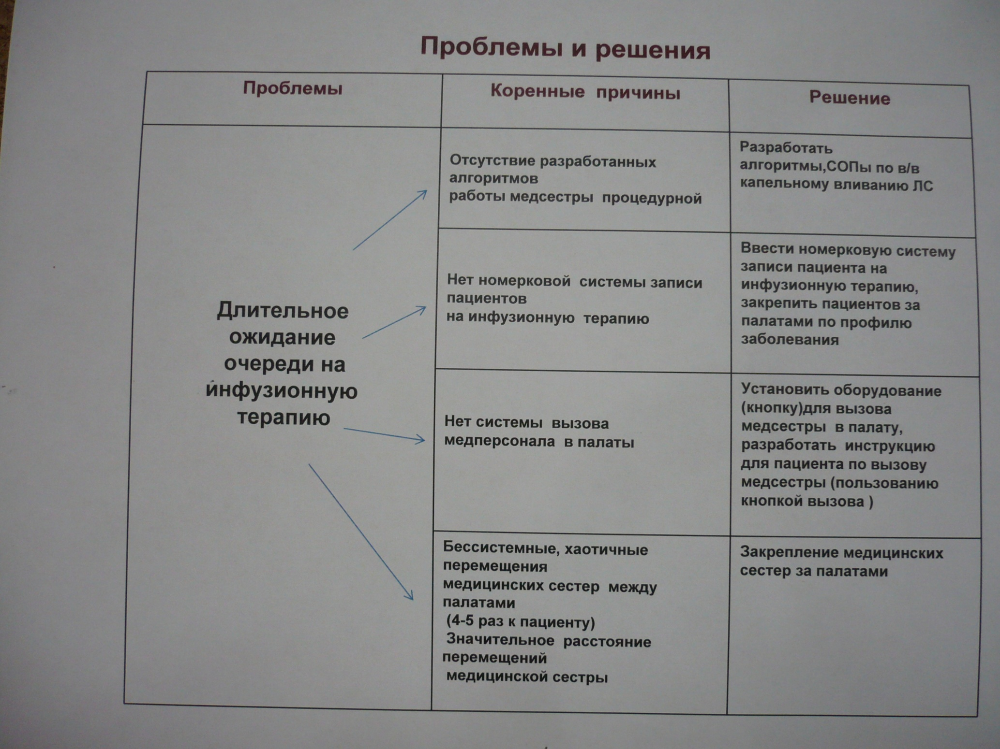 Проблемы и решения
Проблемы
Коренные причины
Решение
Длительное
ожидание
очереди на
инфузионную
терапию
Отсутствие разработанных
алгоритмов
работы медсестры процедурной
Разработать
алгоритмы,СОПы по в/в
капельному вливанию ЛС
Нет номерковой системы записи
пациентов
на инфузионную терапию
Ввести номерковую систему
записи пациента на
инфузионную терапию,
закрепить пациентов за
палатами по профилю
заболевания
Нет системы вызова
медперсонала в палаты
Установить оборудование
(кнопку)для вызова
медсестры в палату,
разработать инструкцию
для пациента по вызову
медсестры (пользованию
кнопкой вызова )
Бессистемные, хаотичные
перемещения
медицинских сестер между
палатами
(4-5 раз к пациенту)
Значительное расстояние
перемещений
медицинской сестры
Закрепление медицинских
сестер за палатами